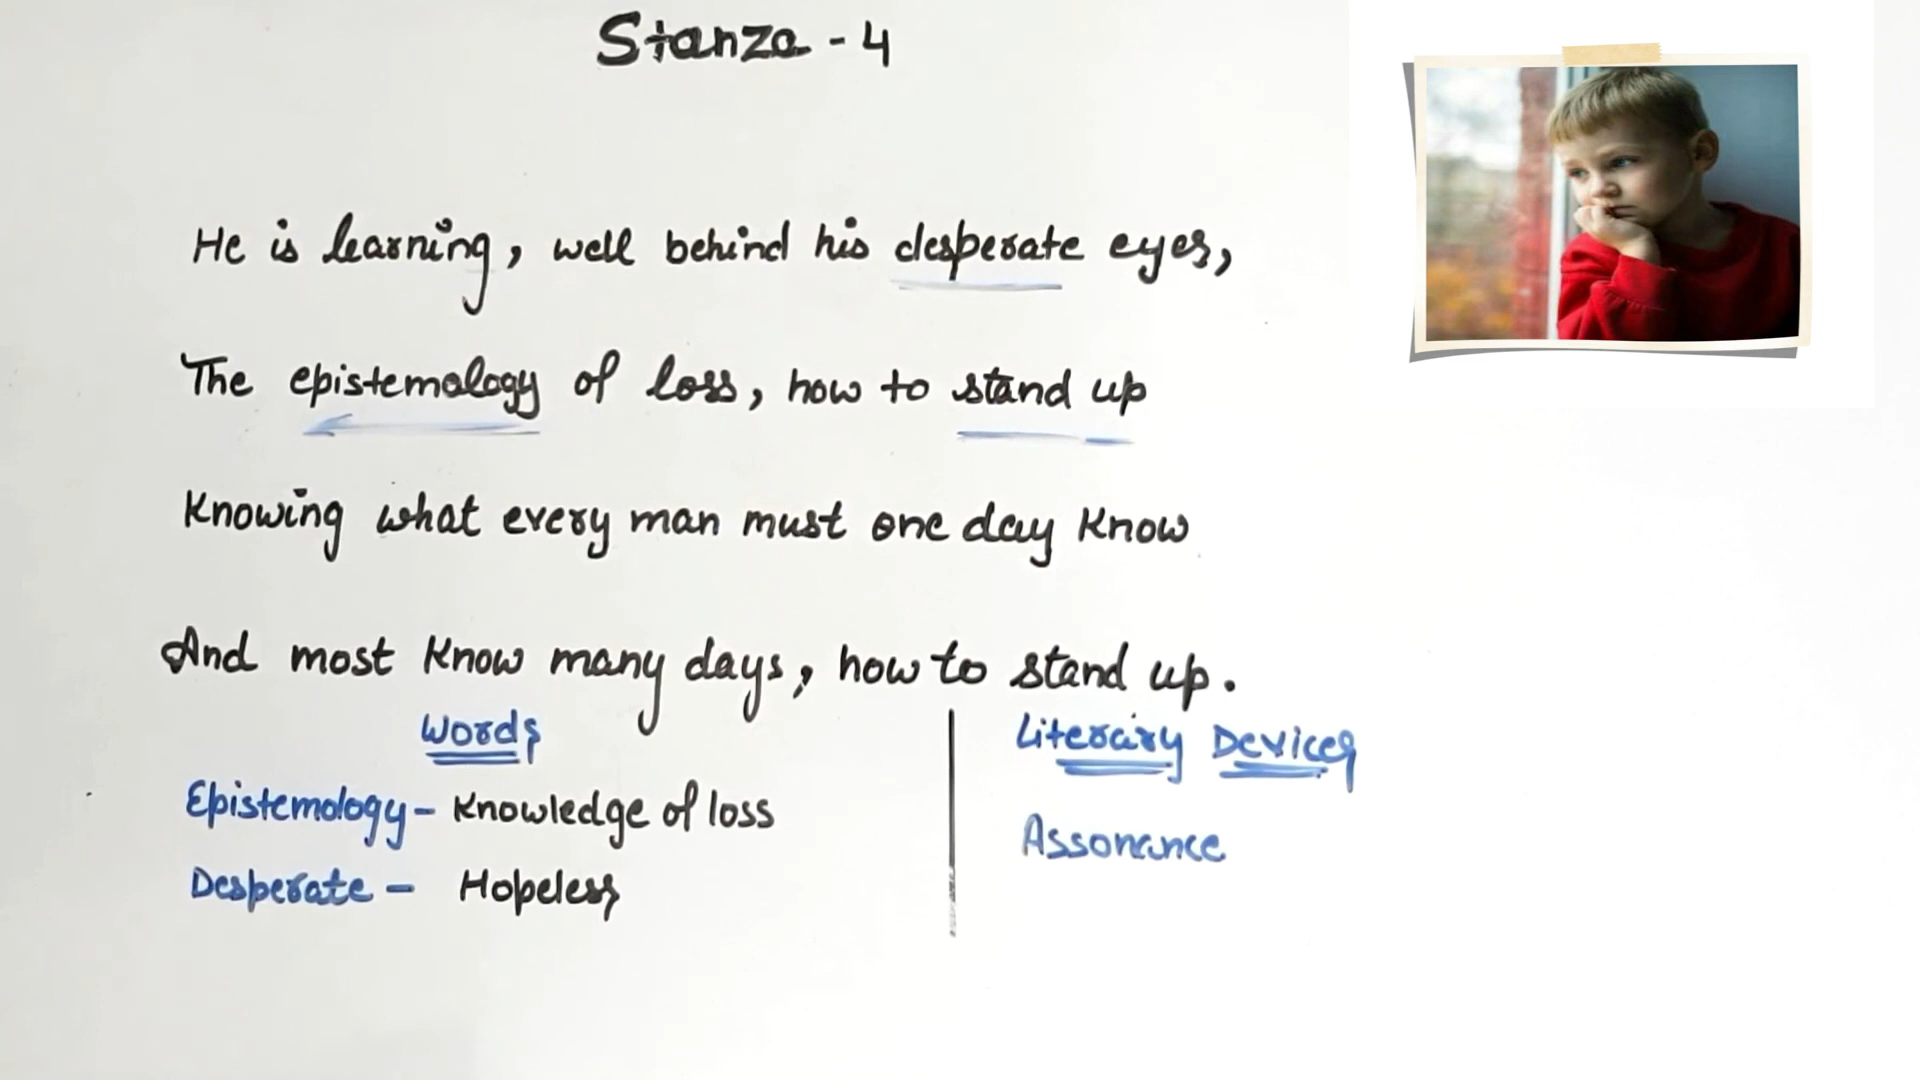 Stanza - 4
He is learning, well behind his desperate eyes,
The epistemology of loss, how to stand up
Knowing what every man must one day know
And most know many days, how to stand up.
Words
Epistemology - Knowledge of loss
Desperate - Hopeless
Literary Devices
Assonance